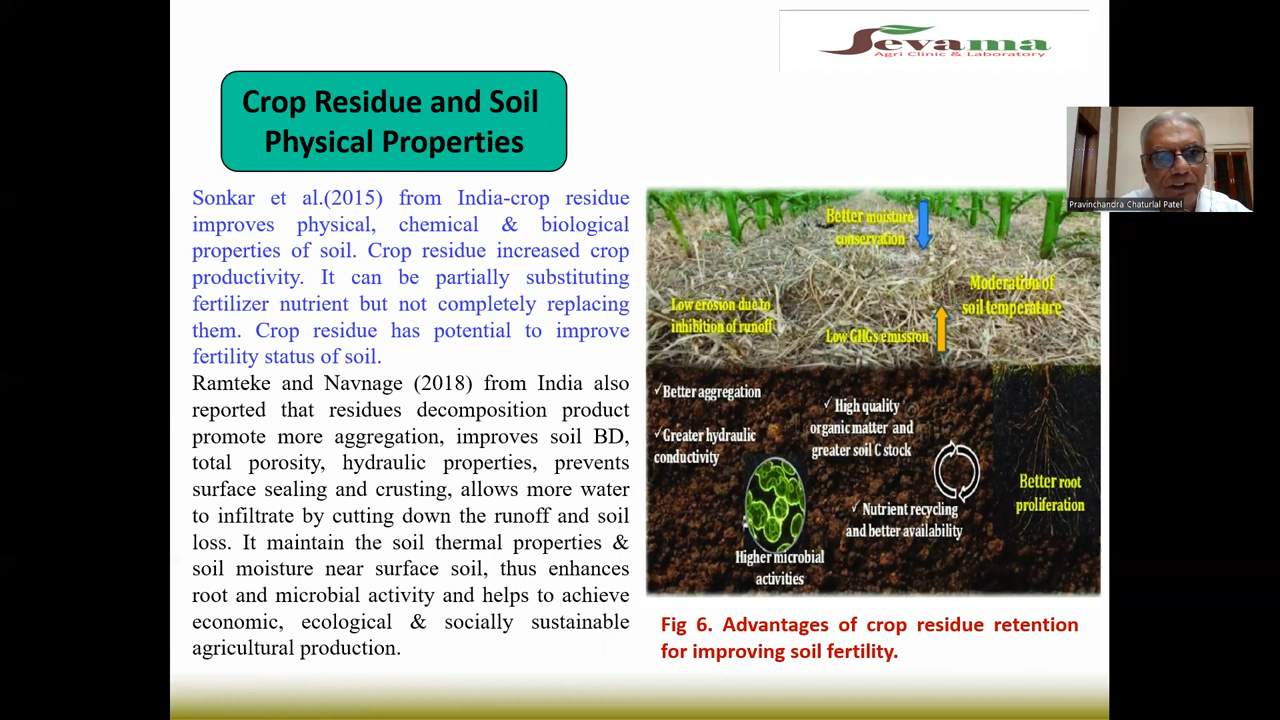 Sevama
Agri Clinic & Laboratory
Crop Residue and Soil
Physical Properties
Pravinchandra Chaturlal Patel
Sonkar et al.(2015) from India-crop residue
improves physical, chemical & biological
properties of soil. Crop residue increased crop
productivity. It can be partially substituting
fertilizer nutrient but not completely replacing
them. Crop residue has potential to improve
fertility status of soil.
Ramteke and Navnage (2018) from India also
reported that residues decomposition product
promote more aggregation, improves soil BD,
total porosity, hydraulic properties, prevents
surface sealing and crusting, allows more water
to infiltrate by cutting down the runoff and soil
loss. It maintain the soil thermal properties &
soil moisture near surface soil, thus enhances
root and microbial activity and helps to achieve
economic, ecological & socially sustainable
agricultural production.
Better moisture
conservation
Moderation of
soil temperature
Low erosion due to
inhibition of runoff
Low GHGs emission
✓Better aggregation
✓Greater hydraulic
conductivity
✓ High quality
organic matter and
greater soil C stock
✓ Nutrient recycling
and better availability
Better root
proliferation
Higher microbial
activities
Fig 6. Advantages of crop residue retention
for improving soil fertility.